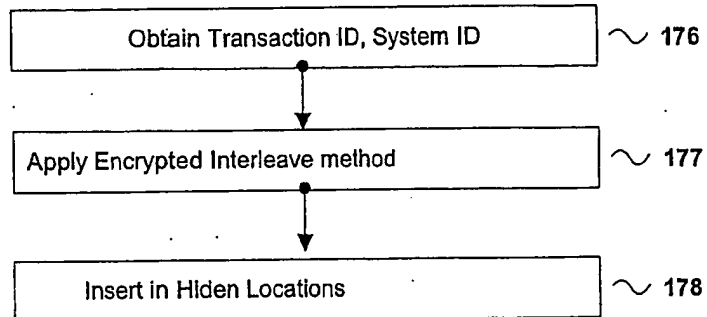 Obtain Transaction ID, System ID 176
Apply Encrypted Interleave method 177
Insert in Hiden Locations 178